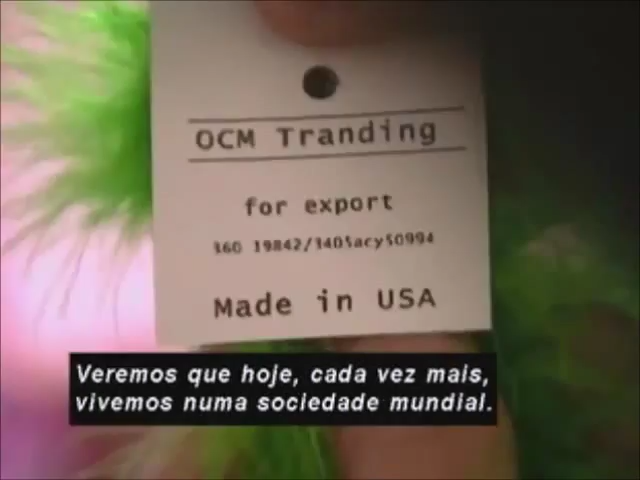 OCM Tranding
for export
360 19842/3405acy50994
Made in USA
Veremos que hoje, cada vez mais,
vivemos numa sociedade mundial.